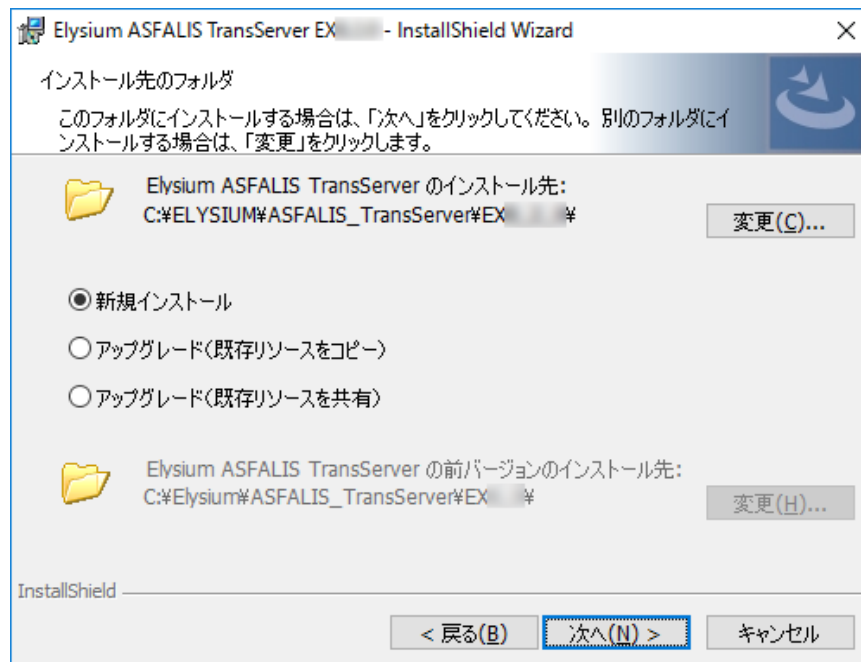 Elysium ASFALIS TransServer EX - InstallShield Wizard
インストール先のフォルダ
このフォルダにインストールする場合は、「次へ」をクリックしてください。別のフォルダにイ
ンストールする場合は、「変更」をクリックします。
Elysium ASFALIS TransServer のインストール先:
C:¥ELYSIUM¥ASFALIS_TransServer¥EX ¥
変更(C)...
新規インストール
アップグレード(既存リソースをコピー)
アップグレード(既存リソースを共有)
Elysium ASFALIS TransServer の前バージョンのインストール先:
C:¥Elysium¥ASFALIS_TransServer¥EX ¥
変更(H)...
InstallShield
< 戻る(B)
次へ(N) >
キャンセル